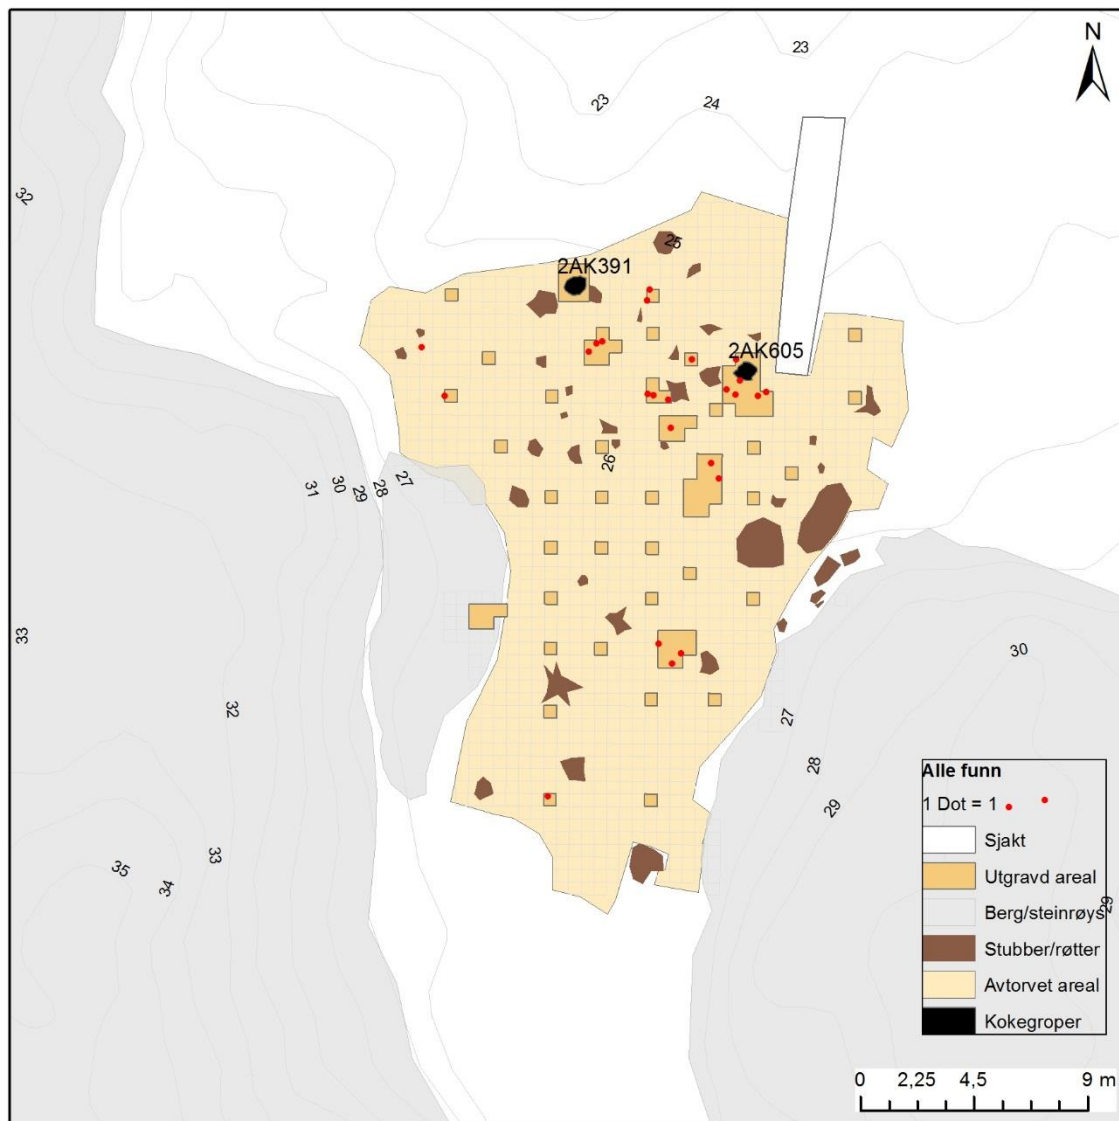 N
23
23
24
32
25
2AK391
2AK605
26
31
30
29
28
27
33
30
32
27
28
29
Alle funn
1 Dot = 1
Sjakt
Utgravd areal
Berg/steinrøys
29
Stubber/røtter
Avtorvet areal
Kokegroper
33
35
34
0 2,25 4,5 9 m